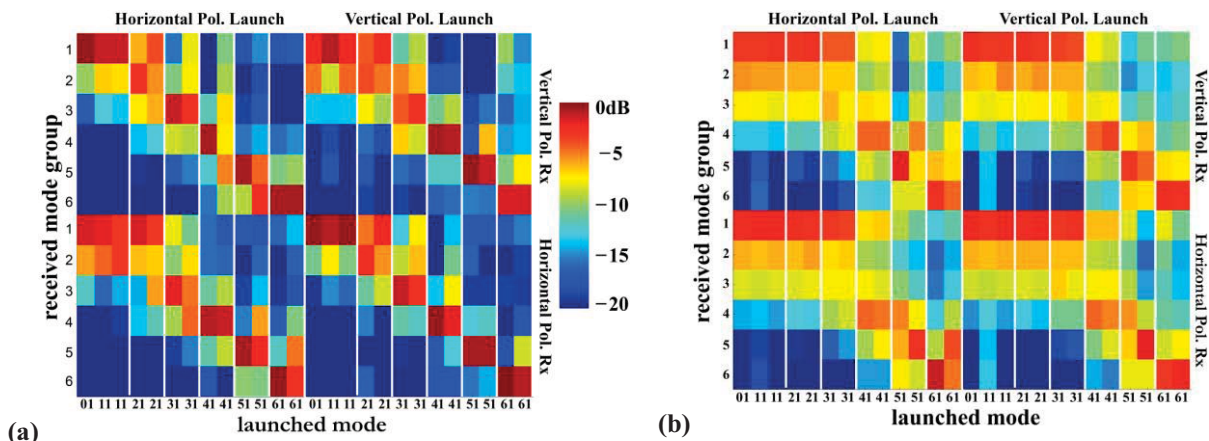 Horizontal Pol. Launch Vertical Pol. Launch
1
2
3
4
5
6
1
2
3
4
5
6
received mode group
Vertical Pol. Rx
Horizontal Pol. Rx
01 11 11 21 21 31 31 41 41 51 51 61 61 01 11 11 21 21 31 31 41 41 51 51 61 61
launched mode
(a)
0dB
−5
−10
−15
−20
Horizontal Pol. Launch Vertical Pol. Launch
1
2
3
4
5
6
1
2
3
4
5
6
received mode group
Vertical Pol. Rx
Horizontal Pol. Rx
01 11 11 21 21 31 31 41 41 51 51 61 61 01 11 11 21 21 31 31 41 41 51 51 61 61
launched mode
(b)